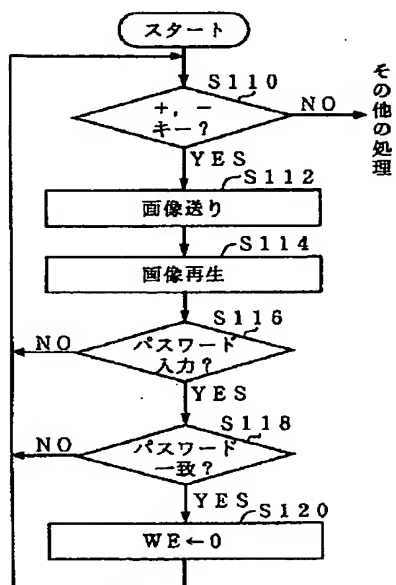 スタート
S110
+, -
キー?
NO
その他の処理
YES
S112
画像送り
S114
画像再生
S116
パスワード
入力?
NO
YES
S118
パスワード
一致?
NO
YES
S120
WE←0